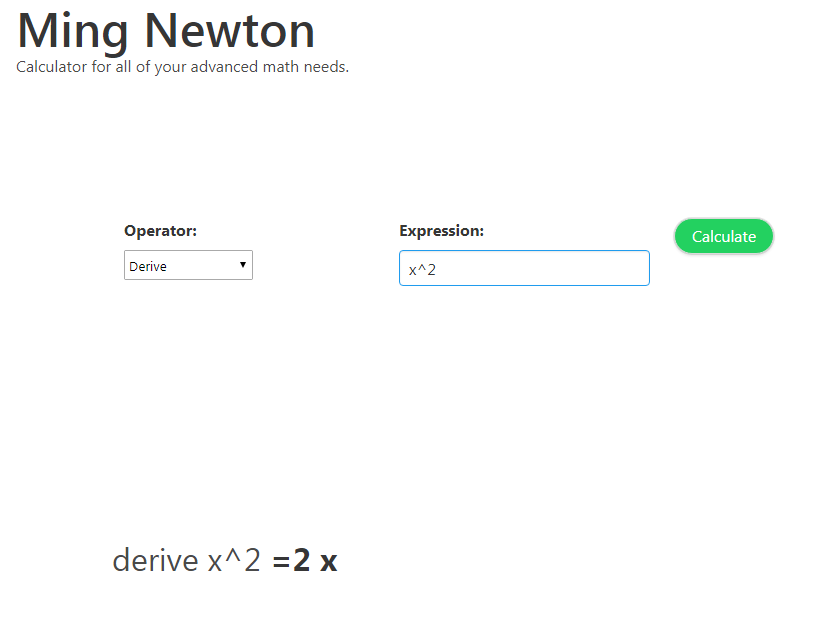 Ming Newton
Calculator for all of your advanced math needs.
Operator:
Expression:
Calculate
Derive
x^2
derive x^2 =2 x